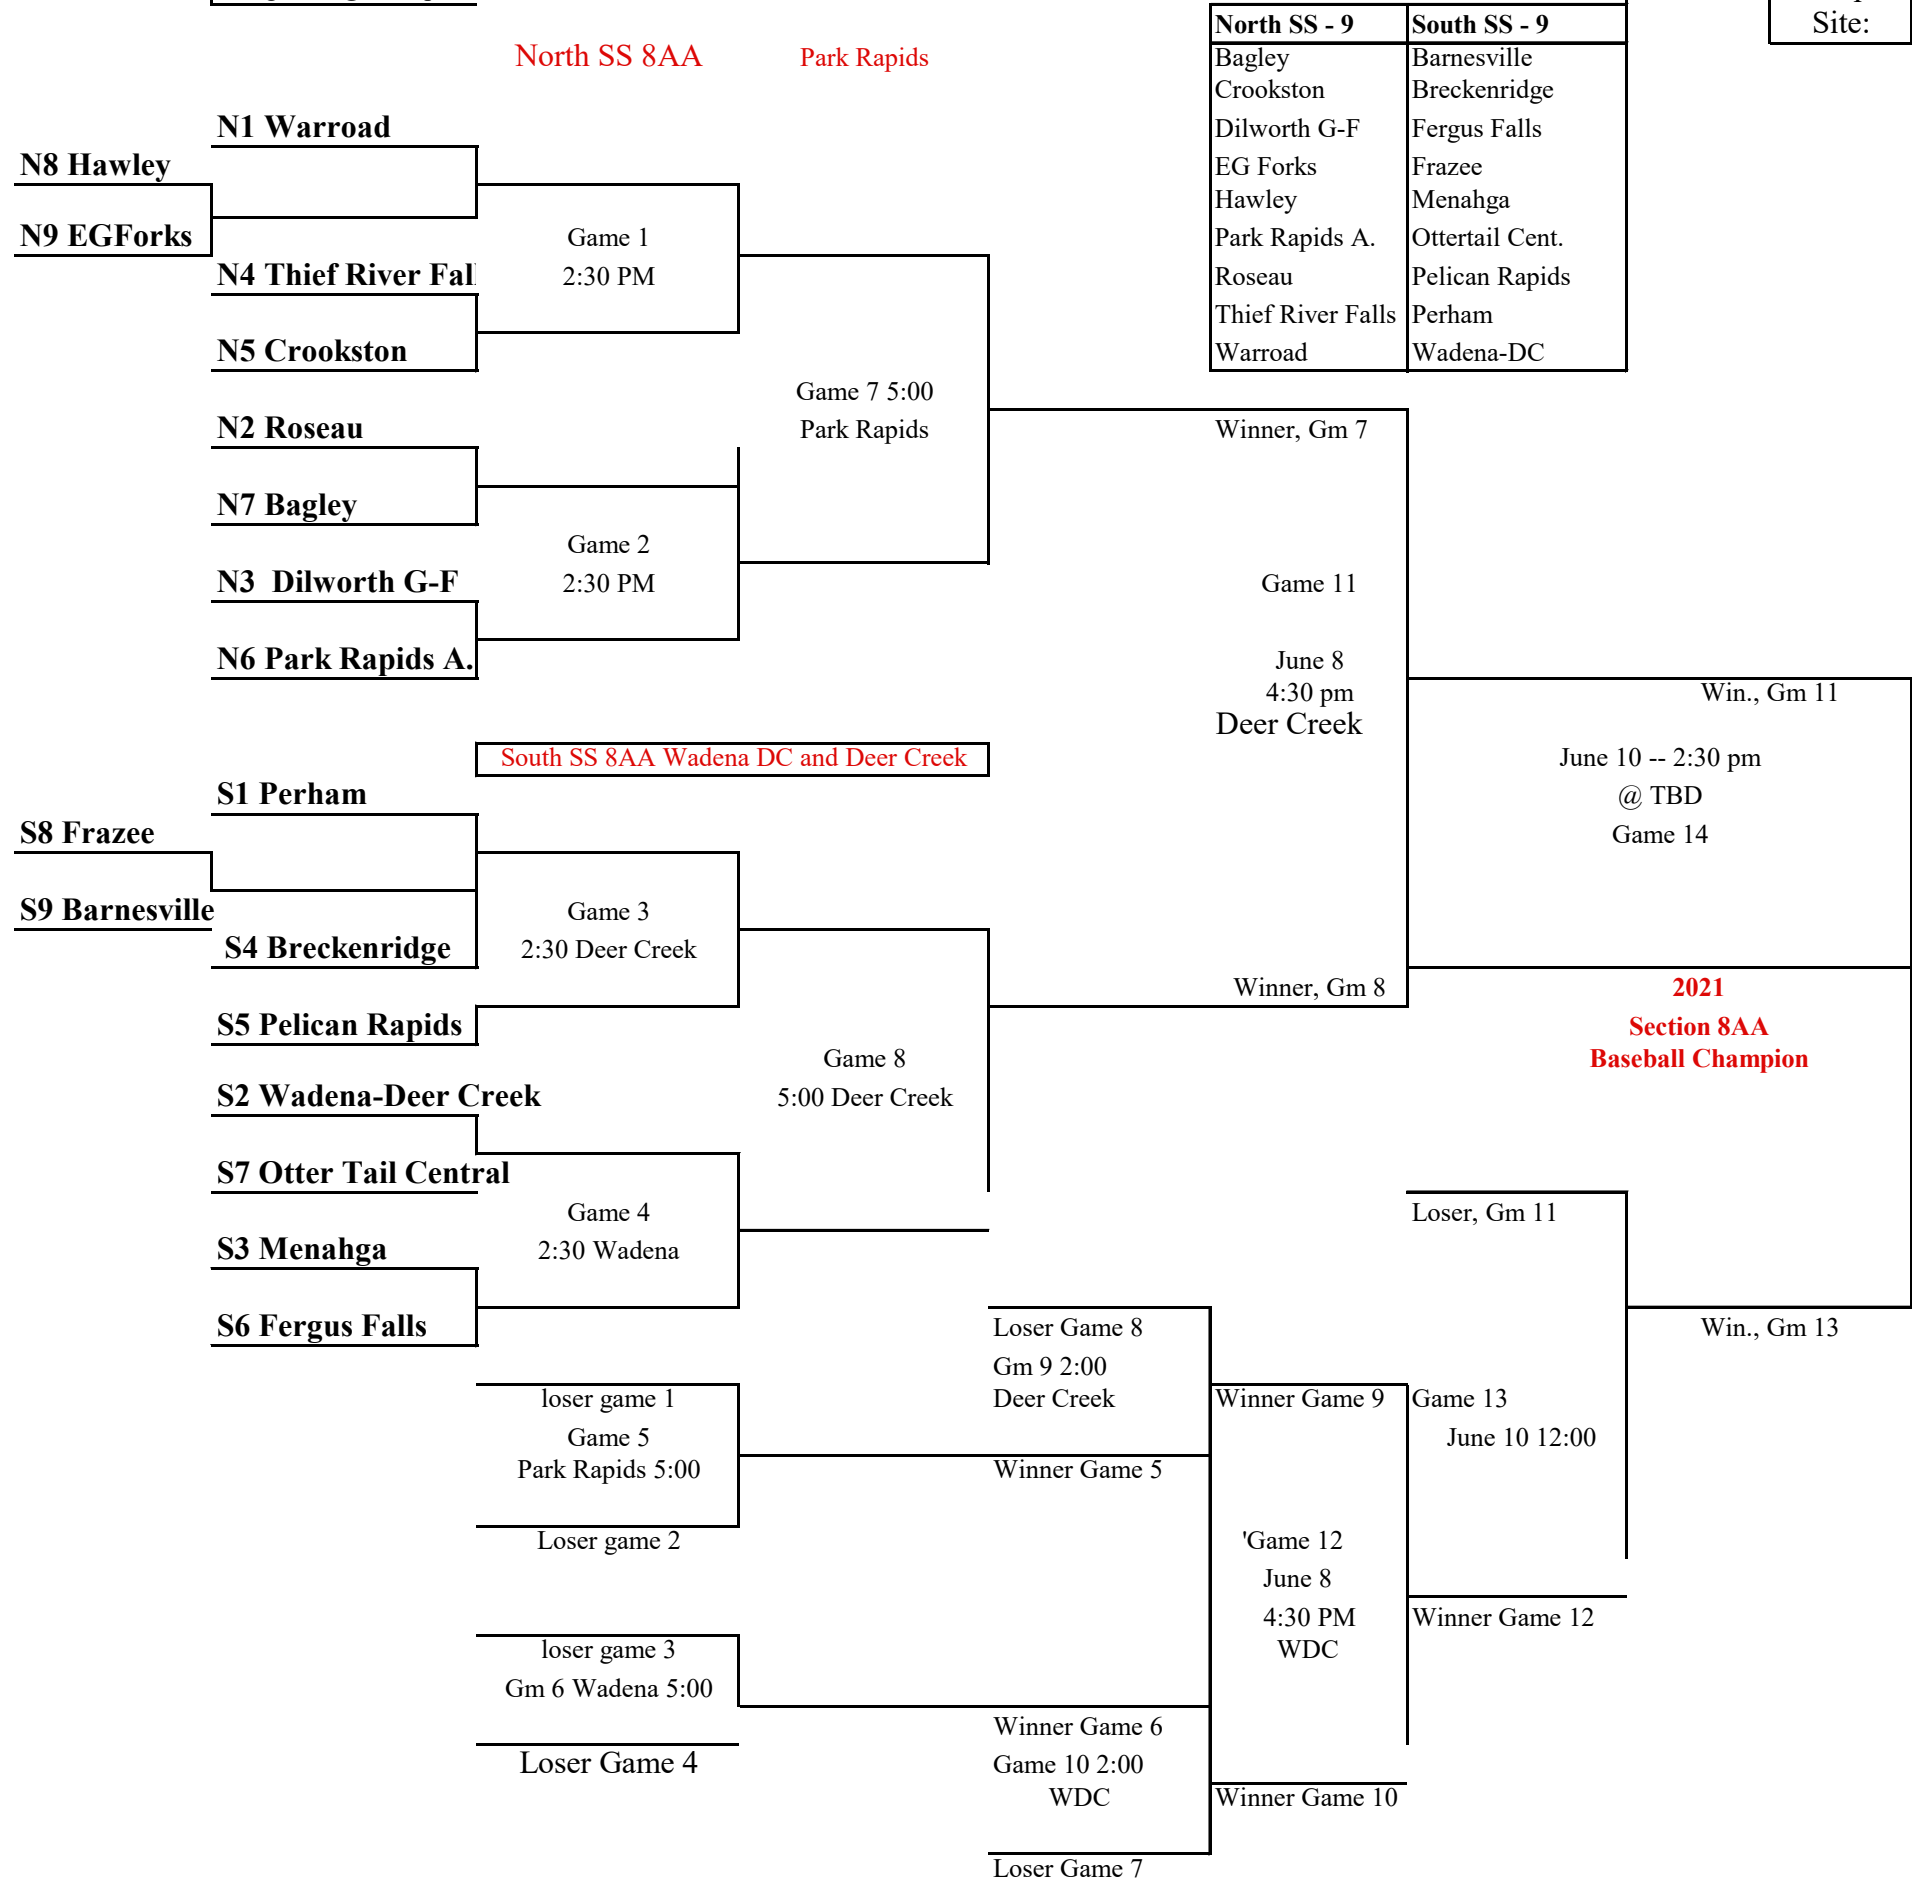 Site:
North SS - 9 South SS - 9
North SS 8AA Park Rapids
Bagley Barnesville
Crookston Breckenridge
N1 Warroad
Dilworth G-F Fergus Falls
N8 Hawley
EG Forks Frazee
Hawley Menahga
N9 EGForks
Game 1
Park Rapids A. Ottertail Cent.
N4 Thief River Fal
2:30 PM
Roseau Pelican Rapids
Thief River Falls Perham
N5 Crookston
Warroad Wadena-DC
Game 7 5:00
N2 Roseau
Park Rapids
Winner, Gm 7
N7 Bagley
Game 2
N3 Dilworth G-F
2:30 PM
Game 11
N6 Park Rapids A.
June 8
4:30 pm
Win., Gm 11
Deer Creek
South SS 8AA Wadena DC and Deer Creek
June 10 -- 2:30 pm
S1 Perham
@ TBD
S8 Frazee
Game 14
S9 Barnesville
Game 3
S4 Breckenridge
2:30 Deer Creek
Winner, Gm 8
2021
S5 Pelican Rapids
Section 8AA
Game 8
Baseball Champion
S2 Wadena-Deer Creek
5:00 Deer Creek
S7 Otter Tail Central
Game 4
Loser, Gm 11
S3 Menahga
2:30 Wadena
S6 Fergus Falls
Loser Game 8
Win., Gm 13
Gm 9 2:00
loser game 1
Deer Creek
Winner Game 9
Game 13
Game 5
June 10 12:00
Park Rapids 5:00
Winner Game 5
Loser game 2
'Game 12
June 8
4:30 PM
Winner Game 12
loser game 3
WDC
Gm 6 Wadena 5:00
Winner Game 6
Loser Game 4
Game 10 2:00
WDC
Winner Game 10
Loser Game 7